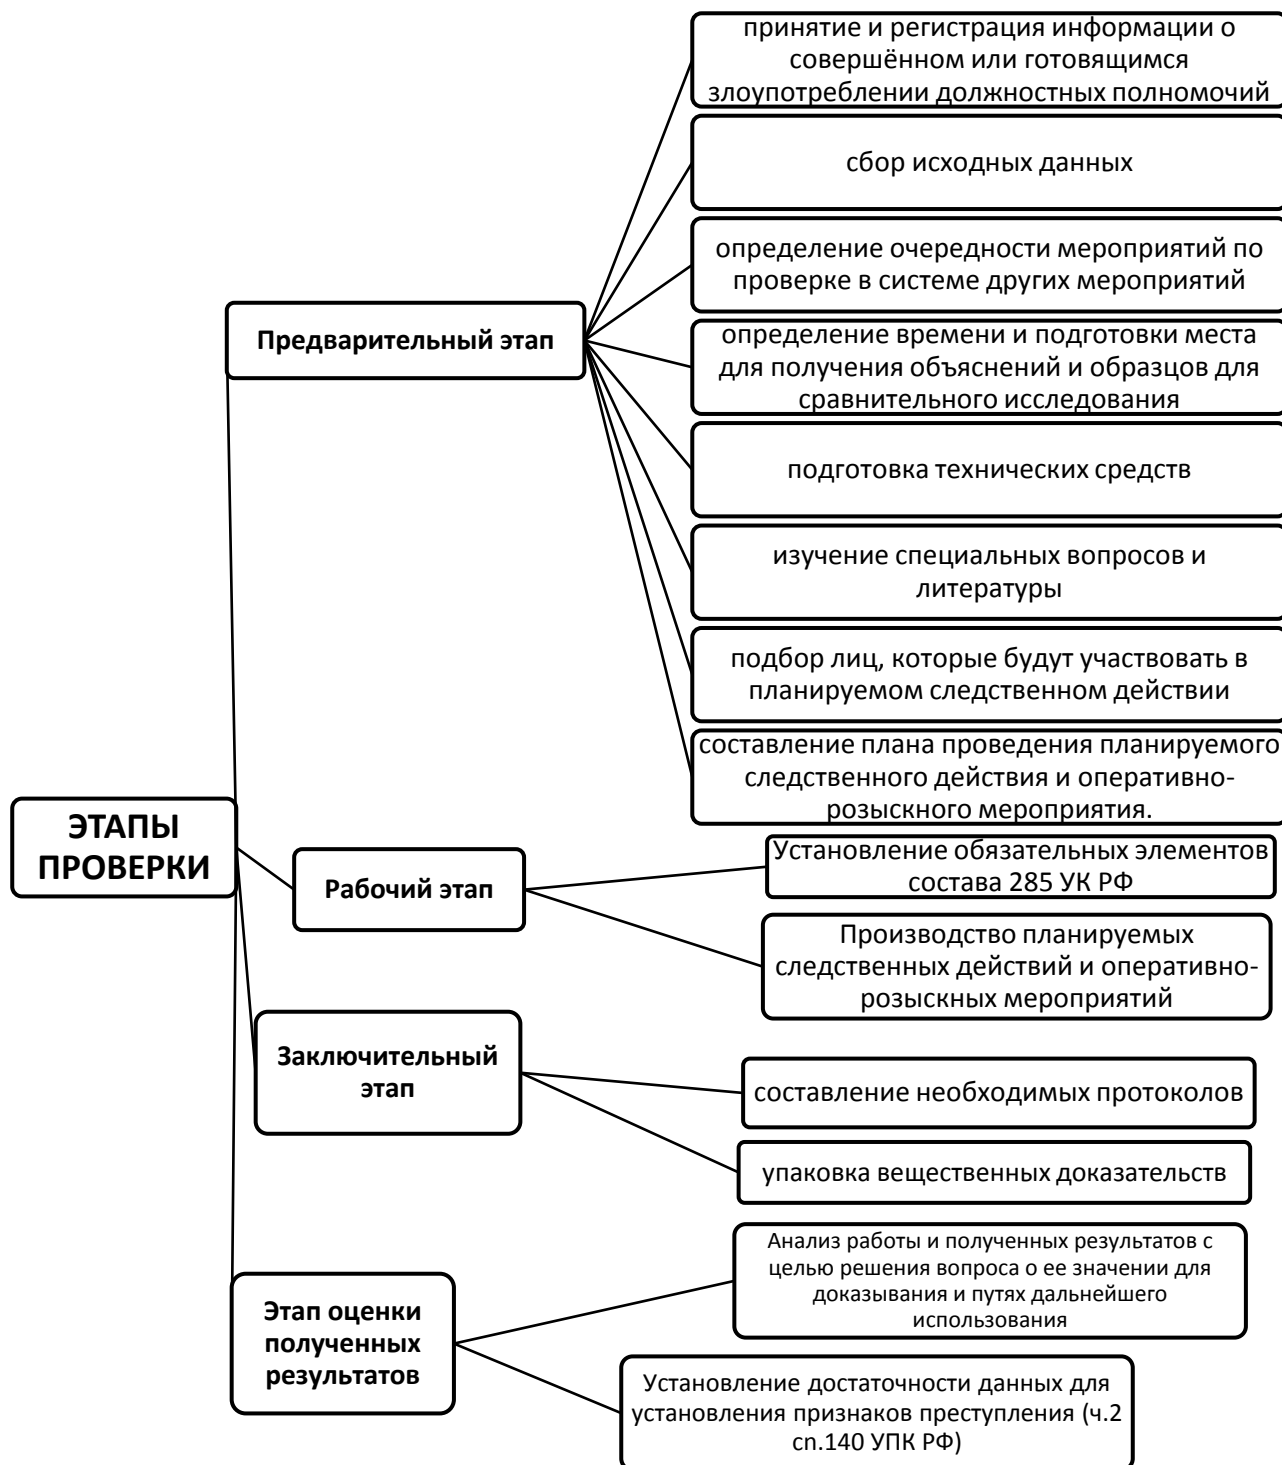 принятие и регистрация информации о
совершённом или готовящимся
злоупотреблении должностных полномочий
сбор исходных данных
определение очередности мероприятий по
проверке в системе других мероприятий
Предварительный этап
определение времени и подготовки места
для получения объяснений и образцов для
сравнительного исследования
подготовка технических средств
изучение специальных вопросов и
литературы
подбор лиц, которые будут участвовать в
планируемом следственном действии
составление плана проведения планируемого
следственного действия и оперативно-
розыскного мероприятия.
ЭТАПЫ
ПРОВЕРКИ
Рабочий этап
Установление обязательных элементов
состава 285 УК РФ
Производство планируемых
следственных действий и оперативно-
розыскных мероприятий
Заключительный
этап
составление необходимых протоколов
упаковка вещественных доказательств
Этап оценки
полученных
результатов
Анализ работы и полученных результатов с
целью решения вопроса о ее значении для
доказывания и путях дальнейшего
использования
Установление достаточности данных для
установления признаков преступления (ч.2
сп.140 УПК РФ)